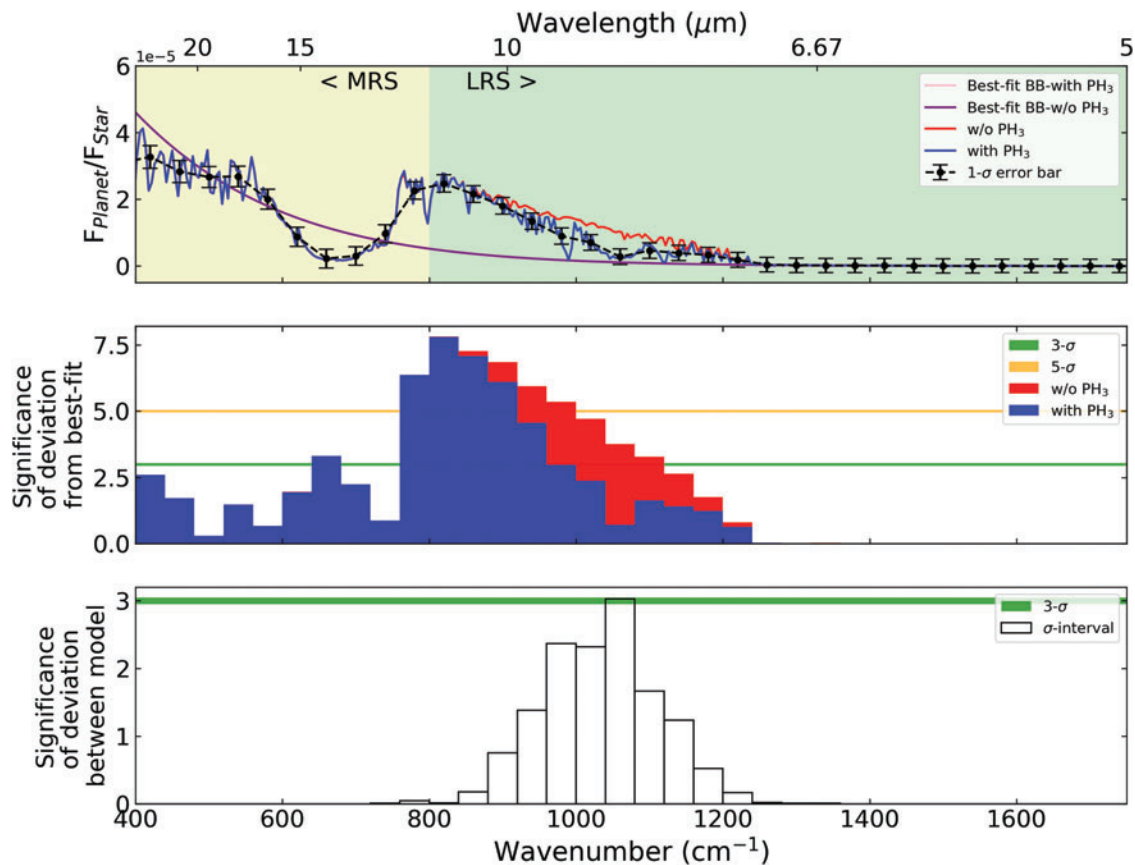 Wavelength (μm)
20 15 10 6.67 5
1e-5
< MRS LRS >
6
4
2
0
F_Planet/F_Star
Best-fit BB-with PH₃
Best-fit BB-w/o PH₃
w/o PH₃
with PH₃
1-σ error bar
7.5
5.0
2.5
0.0
Significance
of deviation
from best-fit
3-σ
5-σ
w/o PH₃
with PH₃
3
2
1
0
Significance
of deviation
between model
3-σ
σ-interval
400 600 800 1000 1200 1400 1600
Wavenumber (cm⁻¹)